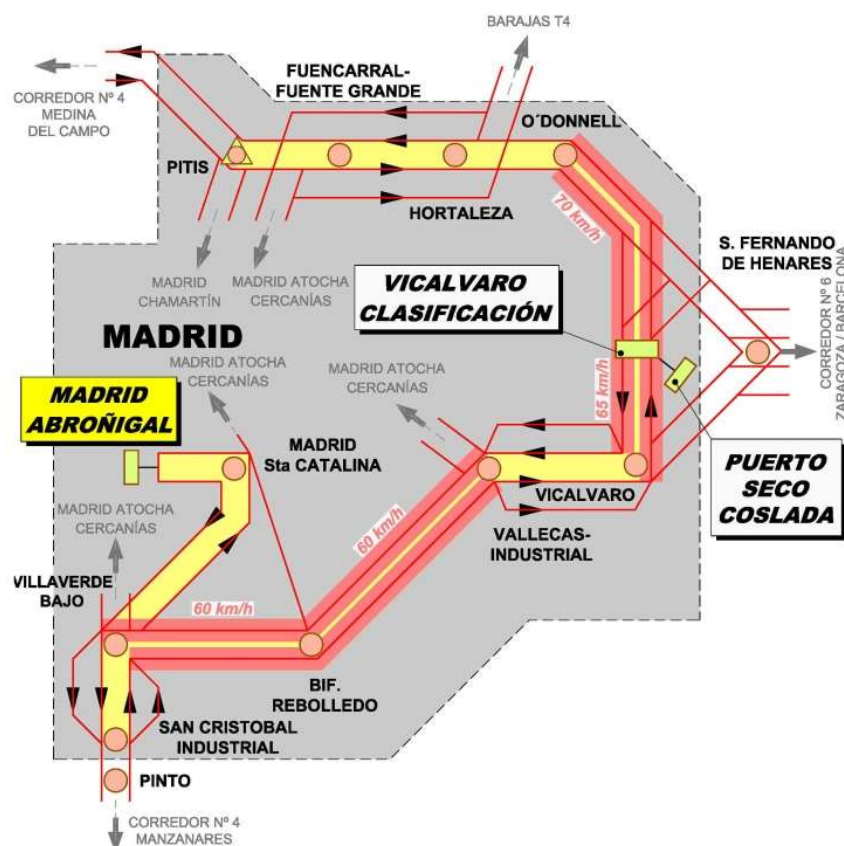 BARAJAS T4
CORREDOR Nº 4
MEDINA
DEL CAMPO
FUENCARRAL-
FUENTE GRANDE
O´DONNELL
PITIS
HORTALEZA
70 km/h
S. FERNANDO
DE HENARES
MADRID
CHAMARTÍN
MADRID ATOCHA
CERCANÍAS
VICALVARO
CLASIFICACIÓN
CORREDOR Nº 6
ZARAGOZA / BARCELONA
MADRID
MADRID ATOCHA
CERCANÍAS
MADRID ATOCHA
CERCANÍAS
65 km/h
MADRID
ABROÑIGAL
MADRID
Sta CATALINA
VICALVARO
PUERTO
SECO
COSLADA
MADRID ATOCHA
CERCANÍAS
VALLECAS-
INDUSTRIAL
60 km/h
VILLAVERDE
BAJO
60 km/h
BIF.
REBOLLEDO
SAN CRISTOBAL
INDUSTRIAL
PINTO
CORREDOR Nº 4
MANZANARES